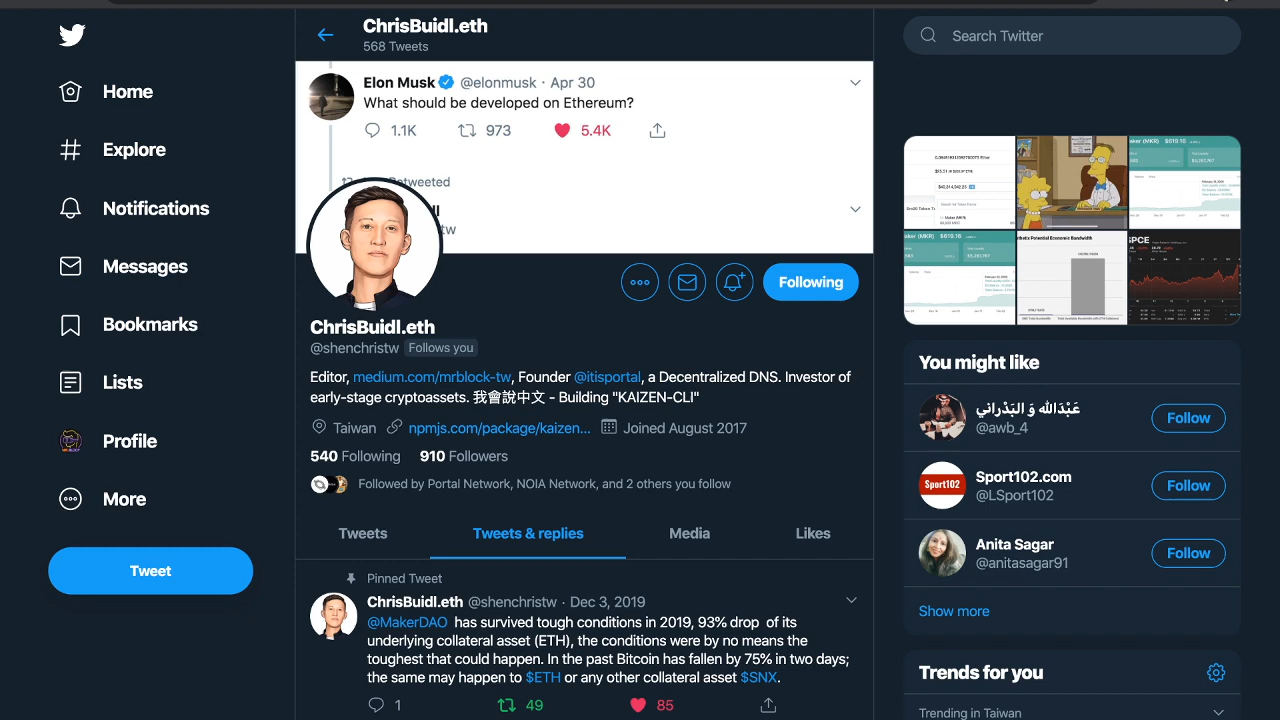 Home
Explore
Notifications
Messages
Bookmarks
Lists
Profile
More
Tweet
ChrisBuidl.eth
568 Tweets
Elon Musk @elonmusk · Apr 30
What should be developed on Ethereum?
1.1K 973 5.4K
Retweeted
Following
ChrisBuidl.eth
@shenchristw Follows you
Editor, medium.com/mrblock-tw, Founder @itisportal, a Decentralized DNS. Investor of
early-stage cryptoassets. 我會說中文 - Building "KAIZEN-CLI"
Taiwan npmjs.com/package/kaizen... Joined August 2017
540 Following 910 Followers
Followed by Portal Network, NOIA Network, and 2 others you follow
Tweets Tweets & replies Media Likes
Pinned Tweet
ChrisBuidl.eth @shenchristw · Dec 3, 2019
@MakerDAO has survived tough conditions in 2019, 93% drop of its
underlying collateral asset (ETH), the conditions were by no means the
toughest that could happen. In the past Bitcoin has fallen by 75% in two days;
the same may happen to $ETH or any other collateral asset $SNX.
1 49 85
Search Twitter
You might like
عَبْدَالله وَ البَدْراني
@awb_4
Follow
Sport102
Sport102.com
@LSport102
Follow
Anita Sagar
@anitasagar91
Follow
Show more
Trends for you
Trending in Taiwan